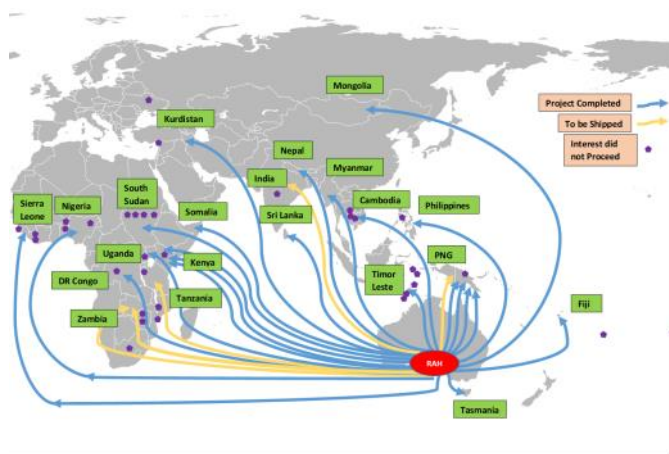 Mongolia
Project Completed
To be Shipped
Interest did
not Proceed
Kurdistan
Nepal
Myanmar
India
Cambodia
Philippines
South
Sudan
Sierra
Leone
Nigeria
Somalia
Sri Lanka
Uganda
Kenya
PNG
DR Congo
Timor
Leste
Tanzania
Fiji
Zambia
RAH
Tasmania